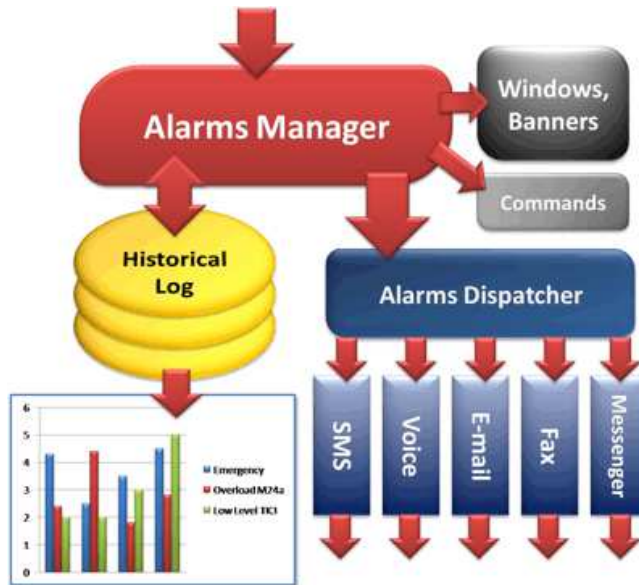 Alarms Manager
Windows,
Banners
Commands
Historical
Log
Alarms Dispatcher
SMS
Voice
E-mail
Fax
Messenger
6
5
4
3
2
1
0
Emergency
Overload M24a
Low Level TIC1